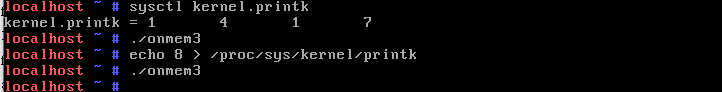 localhost ~ # sysctl kernel.printk
kernel.printk = 1 4 1 7
localhost ~ # ./onmem3
localhost ~ # echo 8 > /proc/sys/kernel/printk
localhost ~ # ./onmem3
localhost ~ #